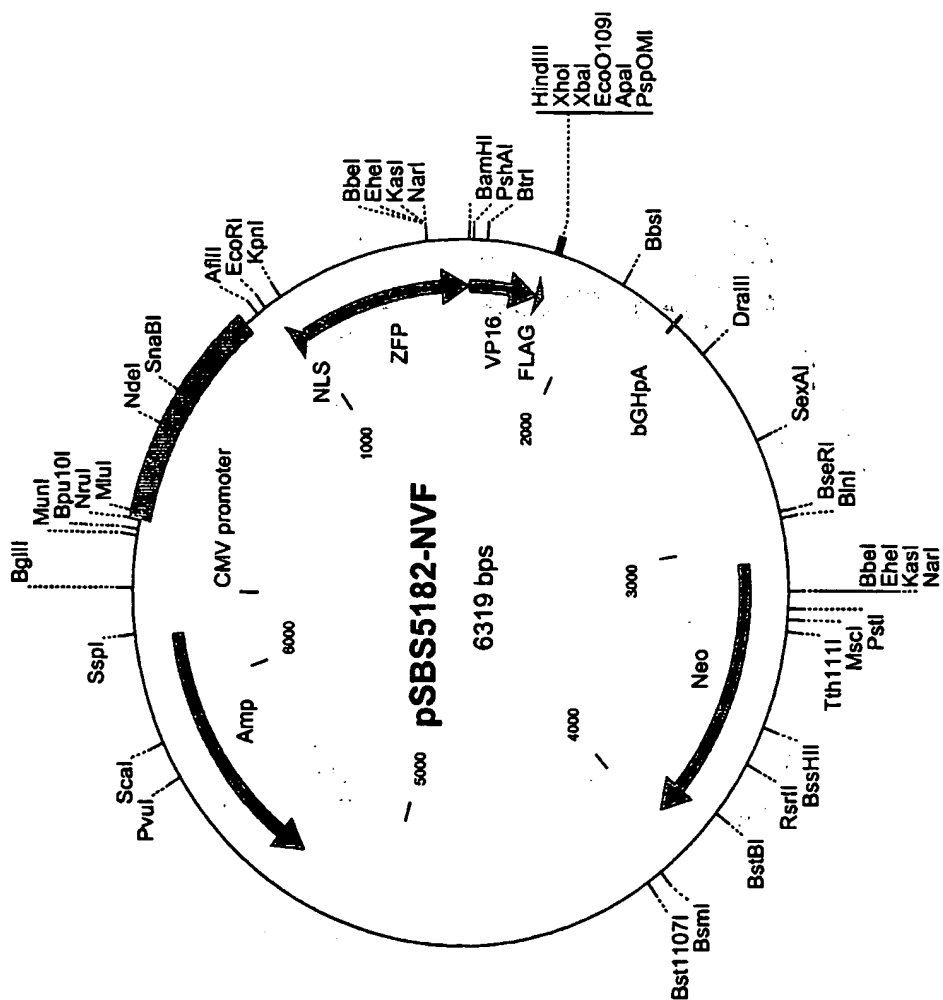 pSBS5182-NVF
6319 bps
BglII
MunI
Bpu10I
NruI
MluI
NdeI
SnaBI
AflII
EcoRI
KpnI
BbeI
EheI
KasI
NarI
BamHI
PshAI
BtrI
HindIII
XhoI
XbaI
EcoO109I
ApaI
PspOMI
BbsI
DraIII
SexAI
BseRI
BlnI
BbeI
EheI
KasI
NarI
PstI
MscI
Tth111I
BssHII
RsrII
BstBI
BsmI
Bst1107I
PvuI
ScaI
SspI
CMV promoter
NLS
ZFP
VP16
FLAG
bGHpA
Neo
Amp
1000
2000
3000
4000
5000
6000